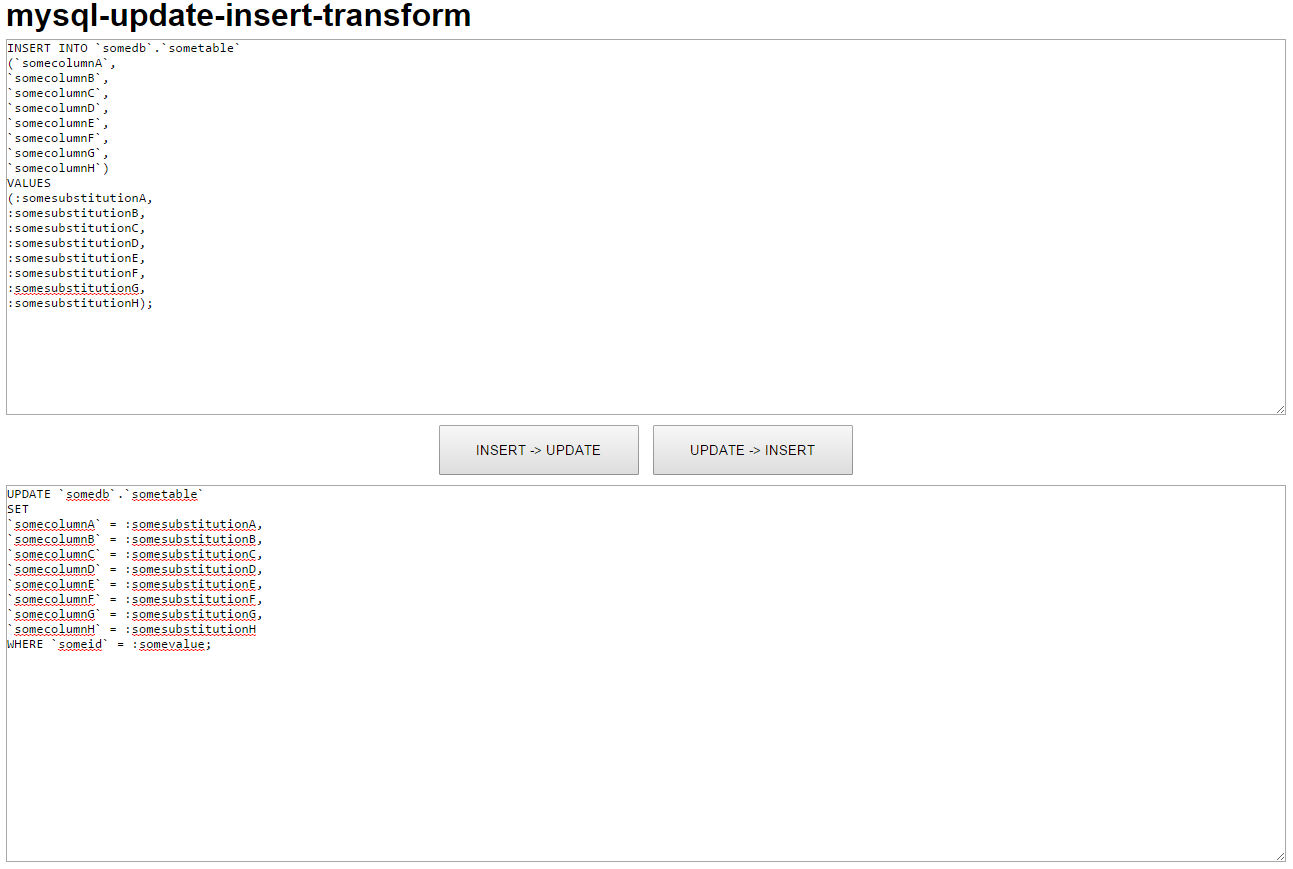 mysql-update-insert-transform
INSERT INTO `somedb`.`sometable`
(`somecolumnA`,
`somecolumnB`,
`somecolumnC`,
`somecolumnD`,
`somecolumnE`,
`somecolumnF`,
`somecolumnG`,
`somecolumnH`)
VALUES
(:somesubstitutionA,
:somesubstitutionB,
:somesubstitutionC,
:somesubstitutionD,
:somesubstitutionE,
:somesubstitutionF,
:somesubstitutionG,
:somesubstitutionH);
INSERT -> UPDATE
UPDATE -> INSERT
UPDATE `somedb`.`sometable`
SET
`somecolumnA` = :somesubstitutionA,
`somecolumnB` = :somesubstitutionB,
`somecolumnC` = :somesubstitutionC,
`somecolumnD` = :somesubstitutionD,
`somecolumnE` = :somesubstitutionE,
`somecolumnF` = :somesubstitutionF,
`somecolumnG` = :somesubstitutionG,
`somecolumnH` = :somesubstitutionH
WHERE `someid` = :somevalue;